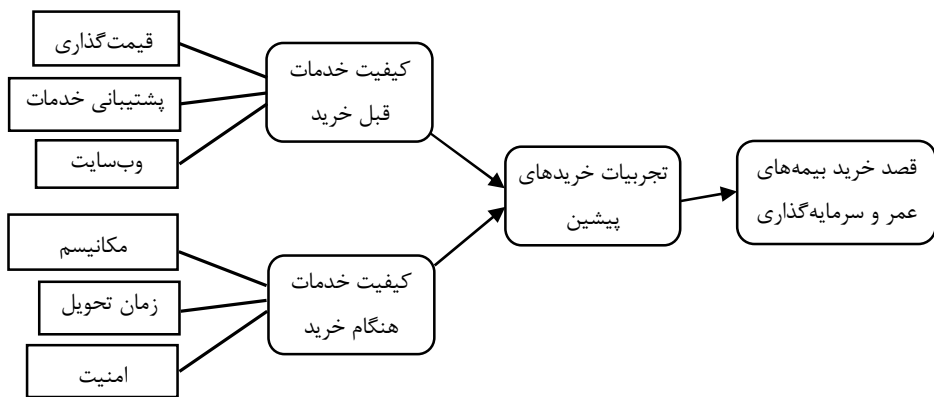 قیمت‌گذاری
پشتیبانی خدمات
وب‌سایت
کیفیت خدمات
قبل خرید
مکانیسم
زمان تحویل
امنیت
کیفیت خدمات
هنگام خرید
تجربیات خریدهای
پیشین
قصد خرید بیمه‌های
عمر و سرمایه‌گذاری